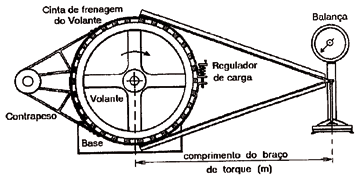 Cinta de frenagem
do Volante
Balança
Regulador
de carga
Volante
Contrapeso
Base
comprimento do braço
de torque (m)